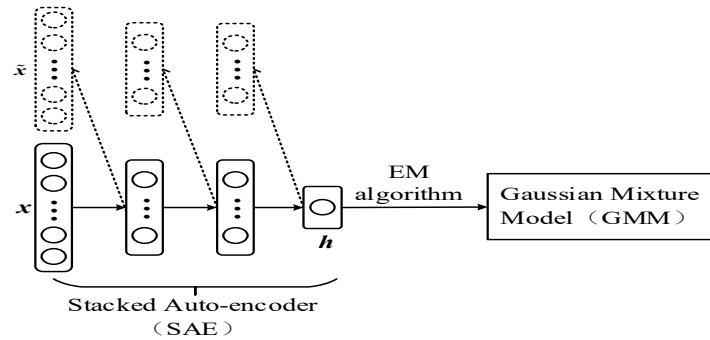 x̃
x
EM
algorithm
Gaussian Mixture
Model（GMM）
h
Stacked Auto-encoder
（SAE）